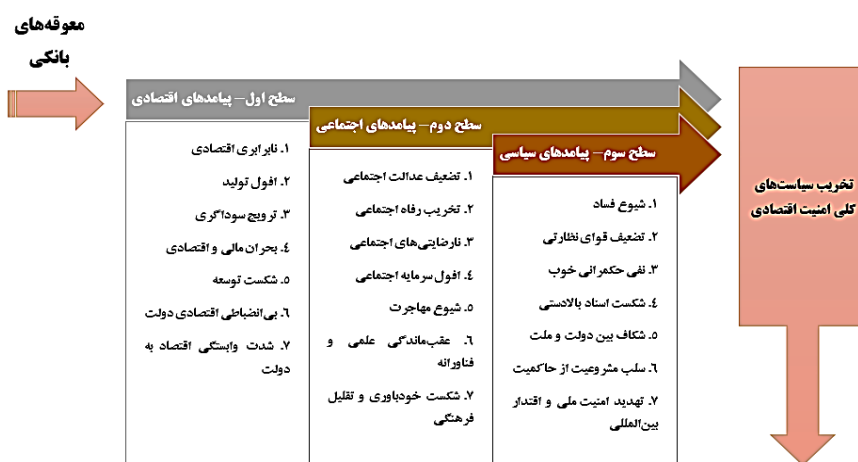 معوقه‌های
بانکی
سطح اول– پیامدهای اقتصادی
۱. نابرابری اقتصادی
۲. افول تولید
۳. ترویج سوداگری
۴. بحران مالی و اقتصادی
۵. شکست توسعه
۶. بی‌انضباطی اقتصادی دولت
۷. شدت وابستگی اقتصاد به
دولت
سطح دوم– پیامدهای اجتماعی
۱. تضعیف عدالت اجتماعی
۲. تخریب رفاه اجتماعی
۳. نارضایتی‌های اجتماعی
۴. افول سرمایه اجتماعی
۵. شیوع مهاجرت
۶. عقب‌ماندگی علمی و
فناورانه
۷. شکست خودباوری و تقلیل
فرهنگی
سطح سوم– پیامدهای سیاسی
۱. شیوع فساد
۲. تضعیف قوای نظارتی
۳. نفی حکمرانی خوب
۴. شکست اسناد بالادستی
۵. شکاف بین دولت و ملت
۶. سلب مشروعیت از حاکمیت
۷. تهدید امنیت ملی و اقتدار
بین‌المللی
تخریب سیاست‌های
کلی امنیت اقتصادی